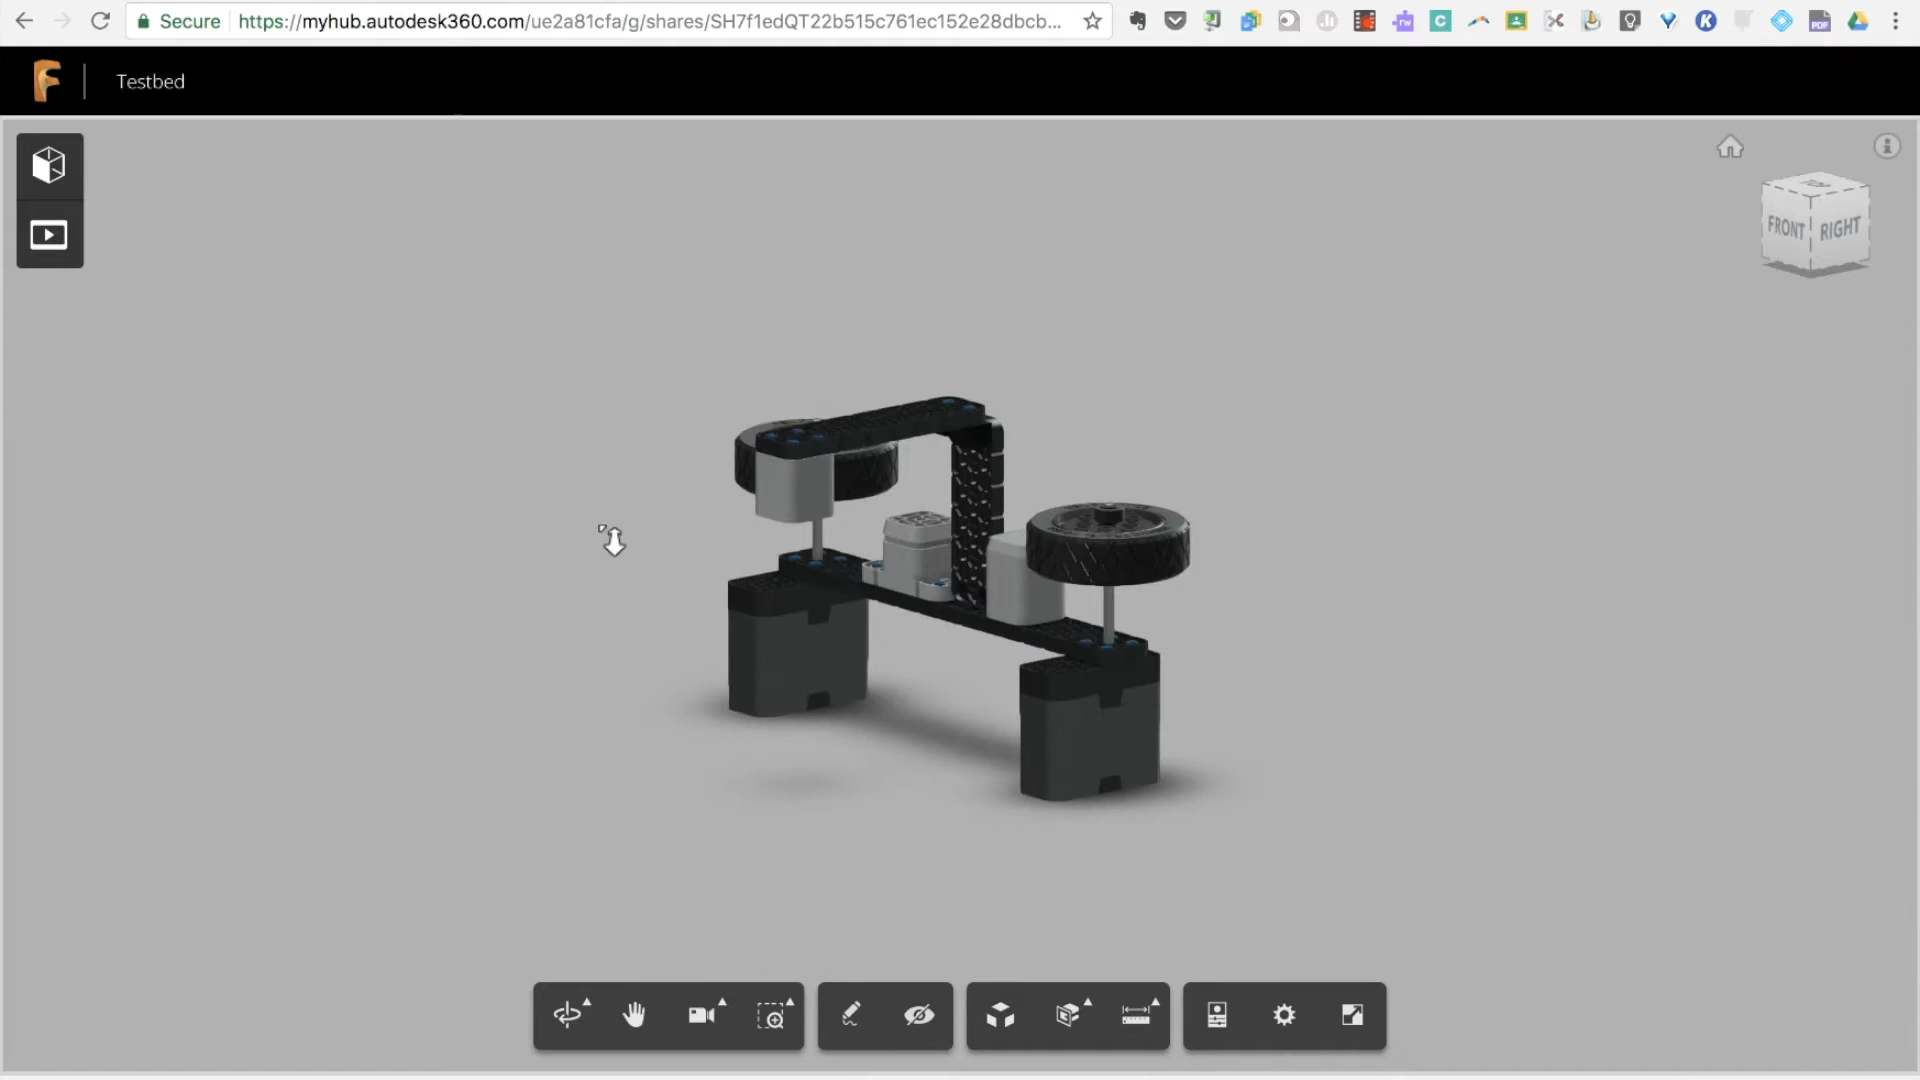 Secure https://myhub.autodesk360.com/ue2a81cfa/g/shares/SH7f1edQT22b515c761ec152e28dbcb...
Testbed
FRONT RIGHT